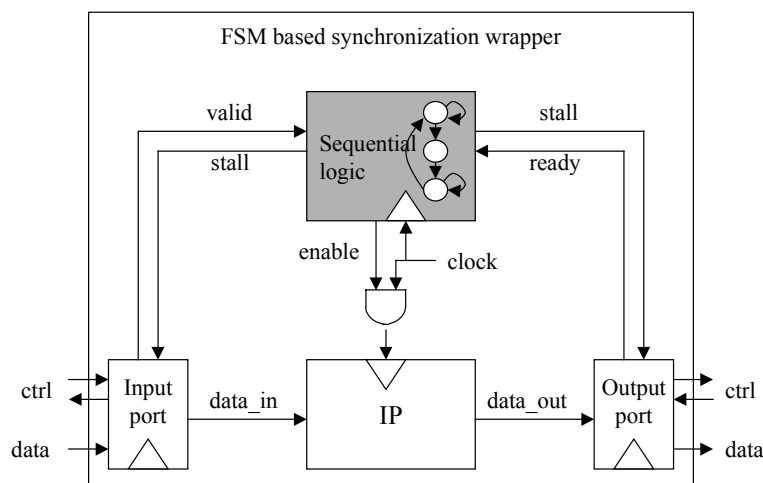 FSM based synchronization wrapper
valid
stall
Sequential
logic
stall
ready
enable
clock
ctrl
data
Input
port
data_in
IP
data_out
Output
port
ctrl
data